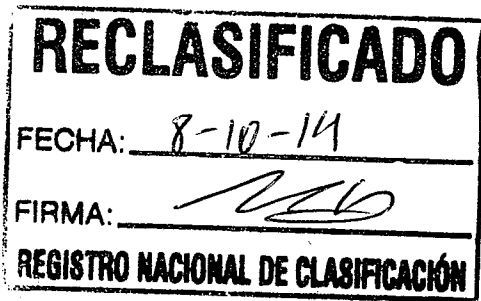 RECLASIFICADO
FECHA: 8-10-14
FIRMA:
REGISTRO NACIONAL DE CLASIFICACIÓN